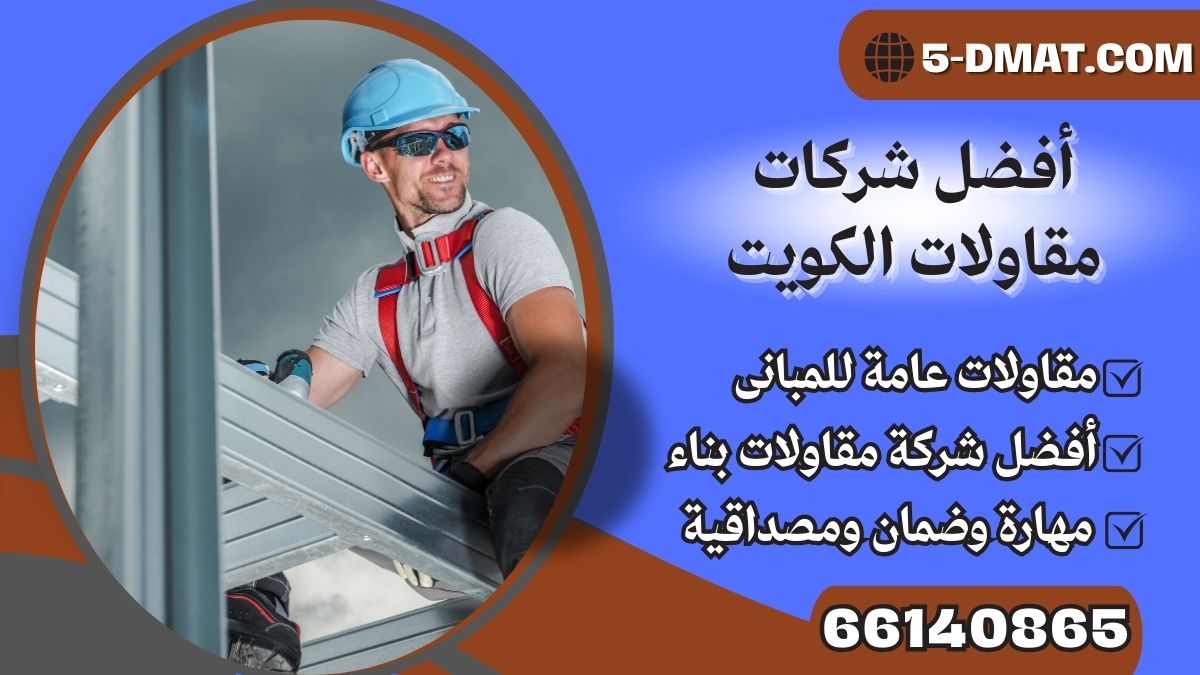 5-DMAT.COM
أفضل شركات
مقاولات الكويت
مقاولات عامة للمبانى
أفضل شركة مقاولات بناء
مهارة وضمان ومصداقية
66140865